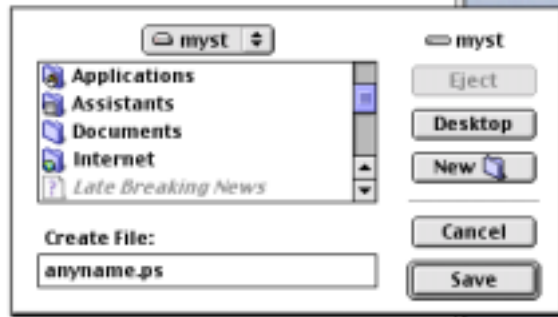 myst
myst
Applications
Eject
Assistants
Documents
Desktop
Internet
New
Late Breaking News
Create File:
Cancel
anyname.ps
Save